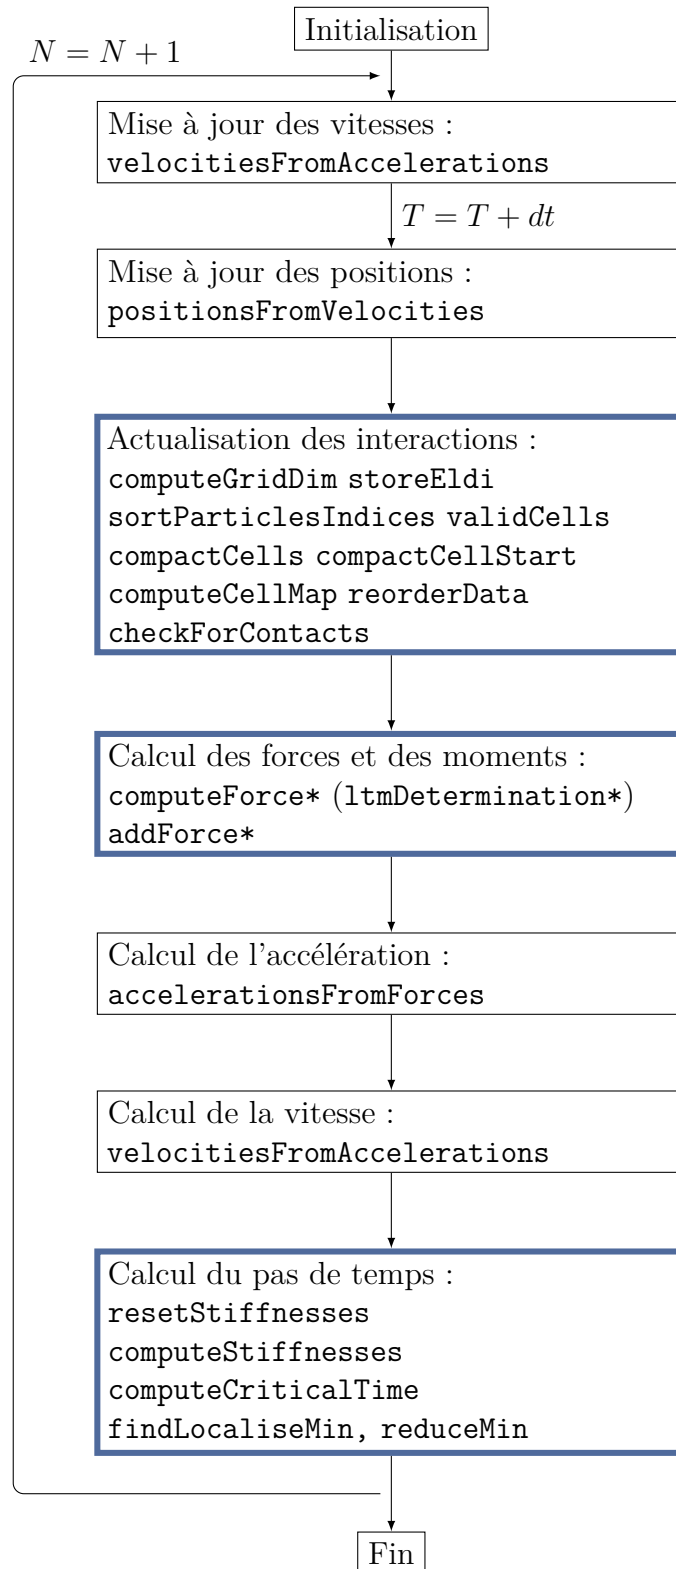 Initialisation
N = N + 1
Mise à jour des vitesses :
velocitiesFromAccelerations
T = T + dt
Mise à jour des positions :
positionsFromVelocities
Actualisation des interactions :
computeGridDim storeEldi
sortParticlesIndices validCells
compactCells compactCellStart
computeCellMap reorderData
checkForContacts
Calcul des forces et des moments :
computeForce* (ltmDetermination*)
addForce*
Calcul de l'accélération :
accelerationsFromForces
Calcul de la vitesse :
velocitiesFromAccelerations
Calcul du pas de temps :
resetStiffnesses
computeStiffnesses
computeCriticalTime
findLocaliseMin, reduceMin
Fin